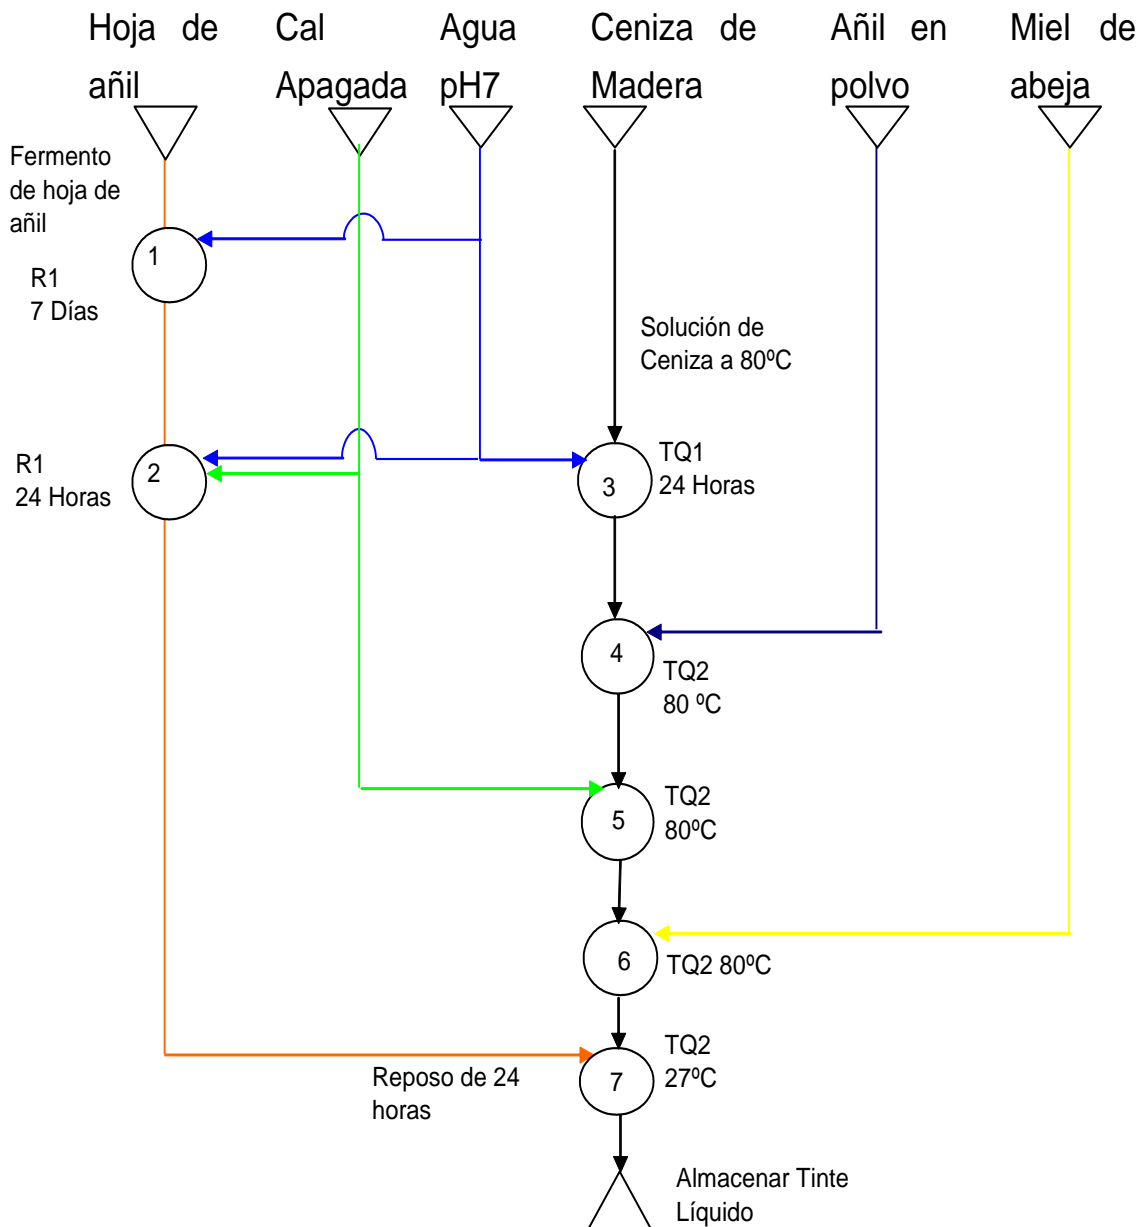 Hoja de
añil
Cal
Apagada
Agua
pH7
Ceniza de
Madera
Añil en
polvo
Miel de
abeja
Fermento
de hoja de
añil
1
R1
7 Días
Solución de
Ceniza a 80ºC
R1
24 Horas
2
3
TQ1
24 Horas
4
TQ2
80 ºC
5
TQ2
80ºC
6
TQ2 80ºC
7
TQ2
27ºC
Reposo de 24
horas
Almacenar Tinte
Líquido